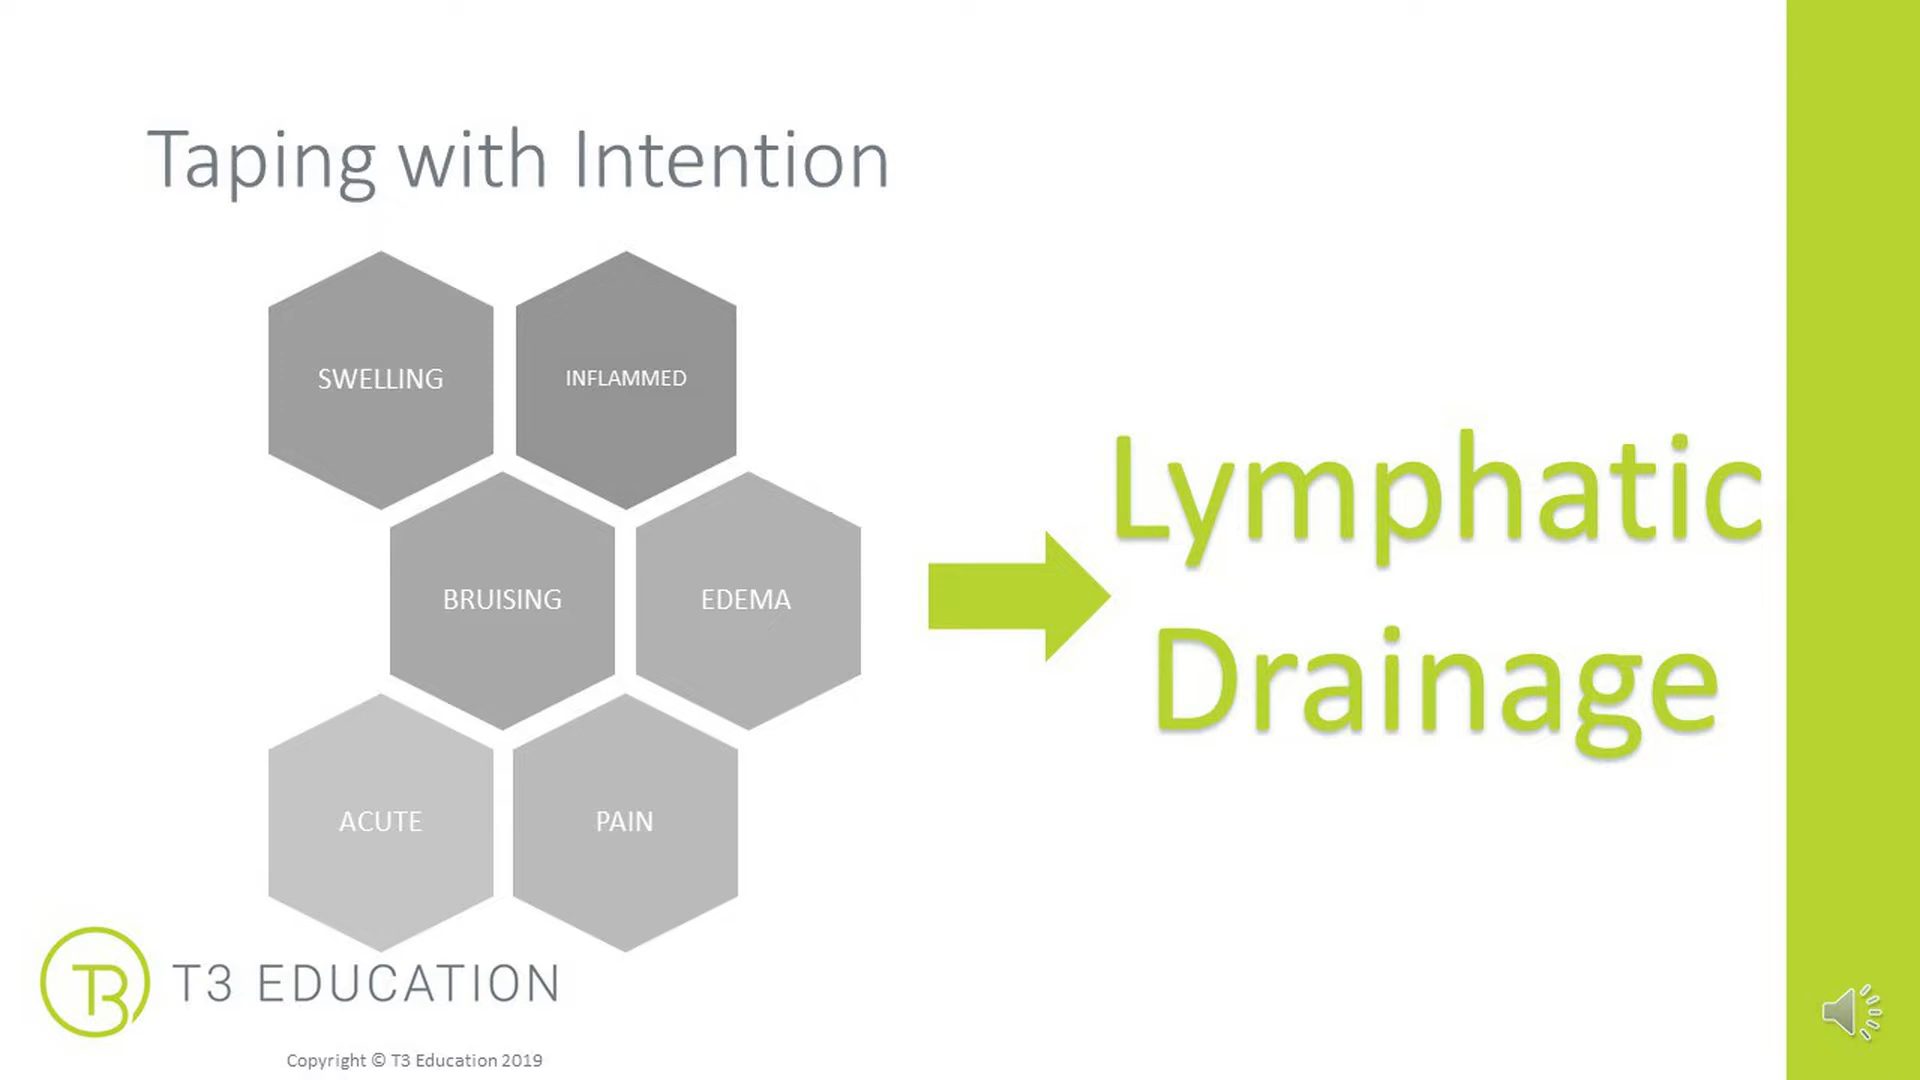 Taping with Intention
SWELLING
INFLAMMED
BRUISING
EDEMA
ACUTE
PAIN
Lymphatic
Drainage
T3 EDUCATION
Copyright © T3 Education 2019